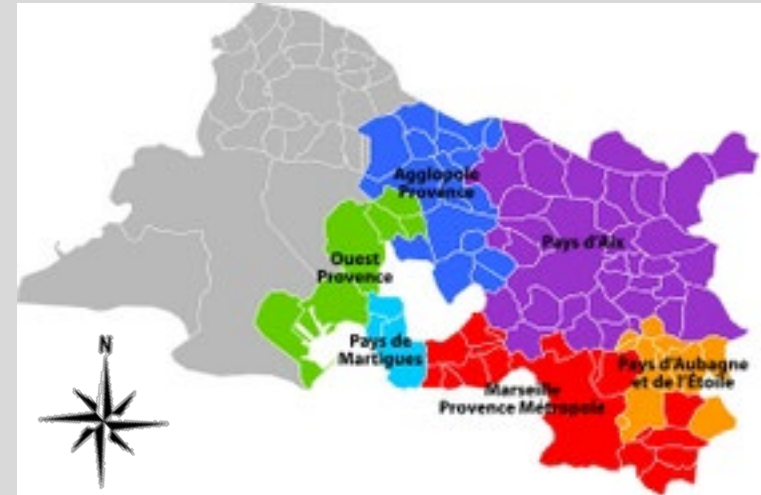 Agglopole
Provence
Pays d'Aix
Ouest
Provence
N
Pays de
Martigues
Pays d'Aubagne
et de l'Étoile
Marseille
Provence Métropole